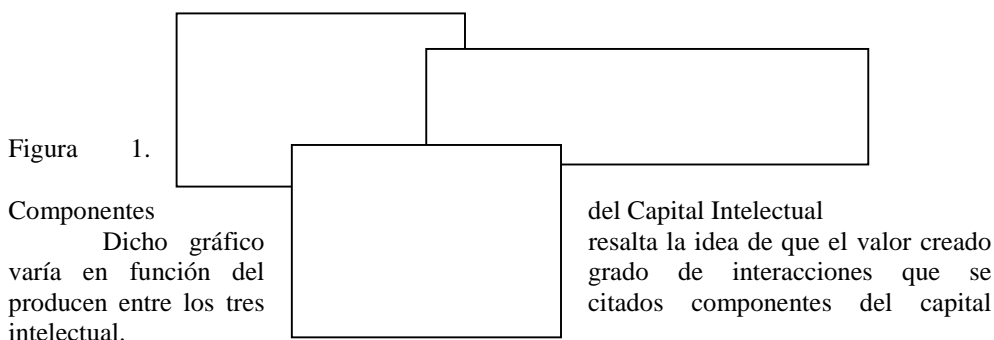 Figura 1.
Componentes del Capital Intelectual
Dicho gráfico resalta la idea de que el valor creado
varía en función del grado de interacciones que se
producen entre los tres citados componentes del capital
intelectual.